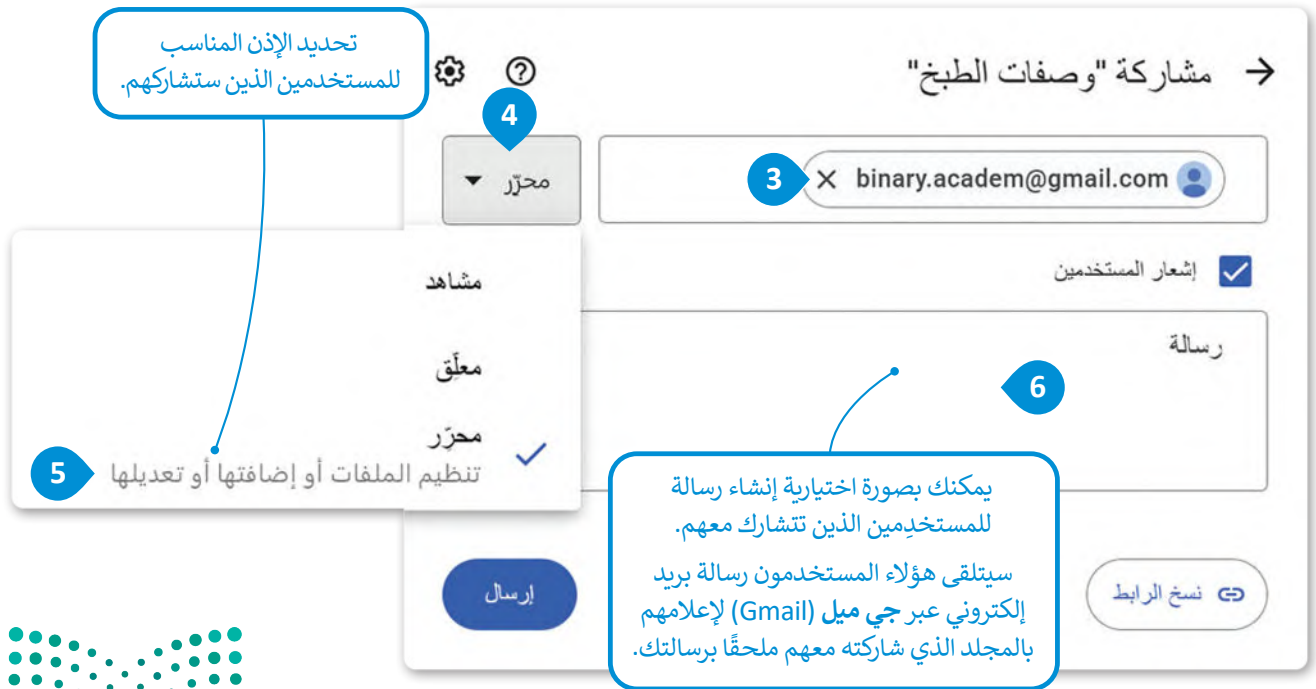 تحديد الإذن المناسب
للمستخدمين الذين ستشاركهم.
مشاركة "وصفات الطبخ"
4
محرّر
binary.academ@gmail.com
3
إشعار المستخدمين
مشاهد
معلّق
محرّر
تنظيم الملفات أو إضافتها أو تعديلها
5
رسالة
6
يمكنك بصورة اختيارية إنشاء رسالة
للمستخدِمين الذين تتشارك معهم.
سيتلقى هؤلاء المستخدمون رسالة بريد
إلكتروني عبر جي ميل (Gmail) لإعلامهم
بالمجلد الذي شاركته معهم ملحقًا برسالتك.
نسخ الرابط
إرسال